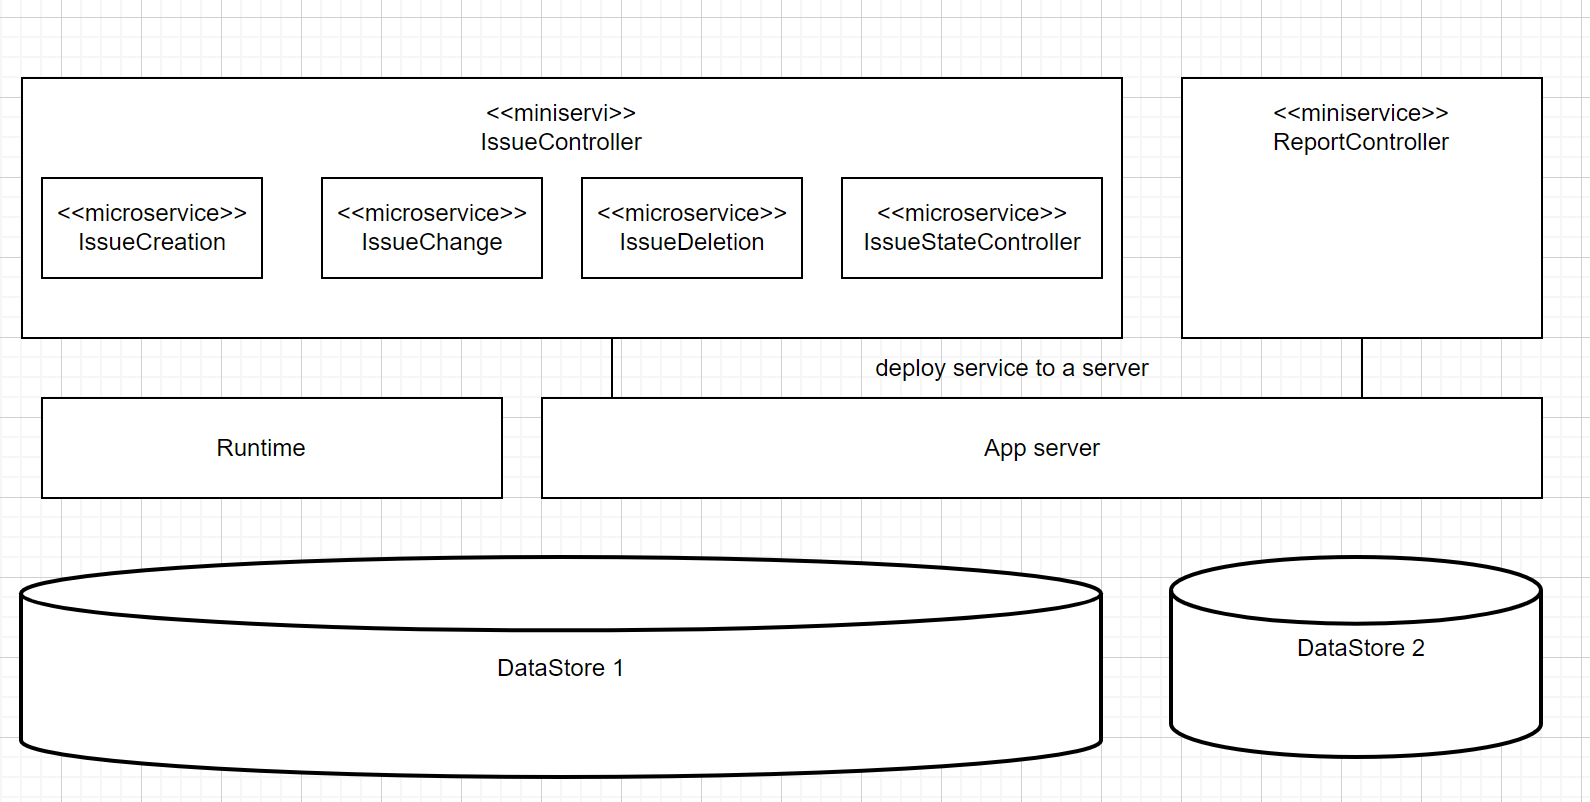 <<miniservi>>
IssueController
<<miniservice>>
ReportController
<<microservice>>
IssueCreation
<<microservice>>
IssueChange
<<microservice>>
IssueDeletion
<<microservice>>
IssueStateController
deploy service to a server
Runtime
App server
DataStore 1
DataStore 2